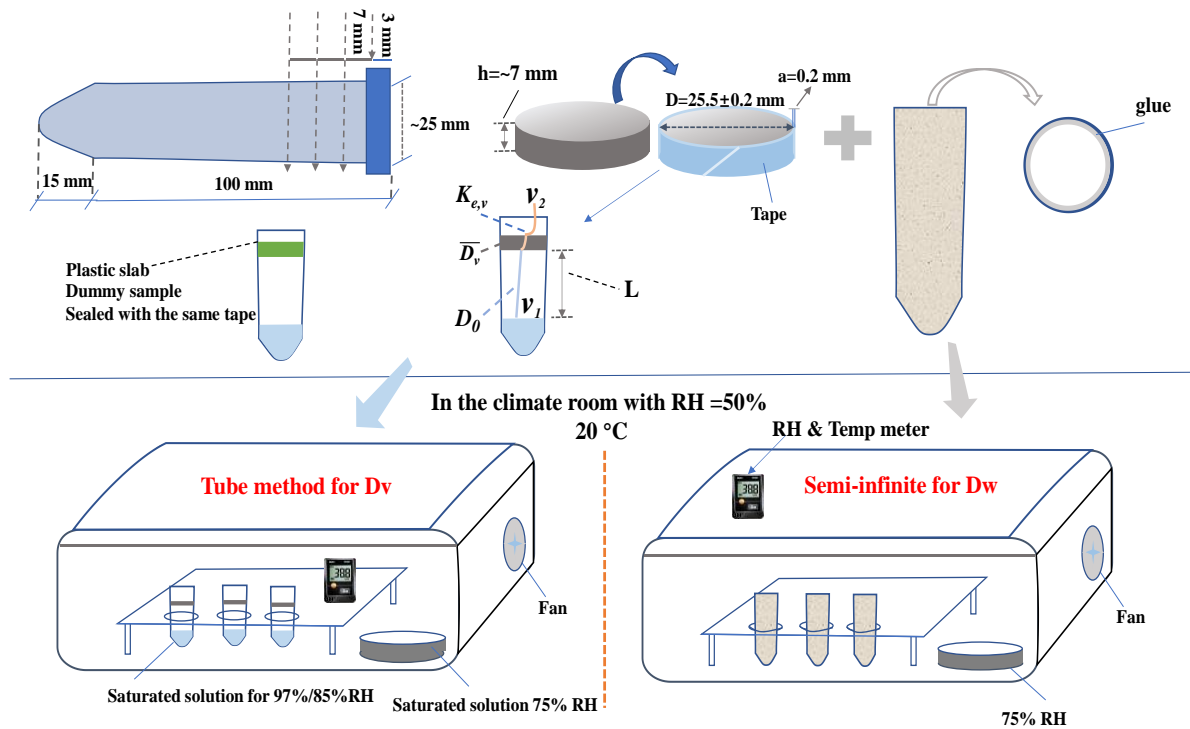 7 mm
3 mm
~25 mm
15 mm
100 mm
h=~7 mm
D=25.5±0.2 mm
a=0.2 mm
Tape
glue
Plastic slab
Dummy sample
Sealed with the same tape
K_{e,v}
v_2
\overline{D_v}
D_0
v_1
L
In the climate room with RH =50%
20 °C
Tube method for Dv
388
Fan
Saturated solution for 97%/85%RH
Saturated solution 75% RH
RH & Temp meter
388
Semi-infinite for Dw
Fan
75% RH